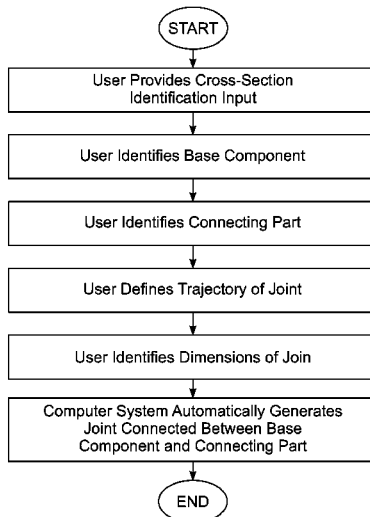 START
User Provides Cross-Section
Identification Input
User Identifies Base Component
User Identifies Connecting Part
User Defines Trajectory of Joint
User Identifies Dimensions of Join
Computer System Automatically Generates
Joint Connected Between Base
Component and Connecting Part
END